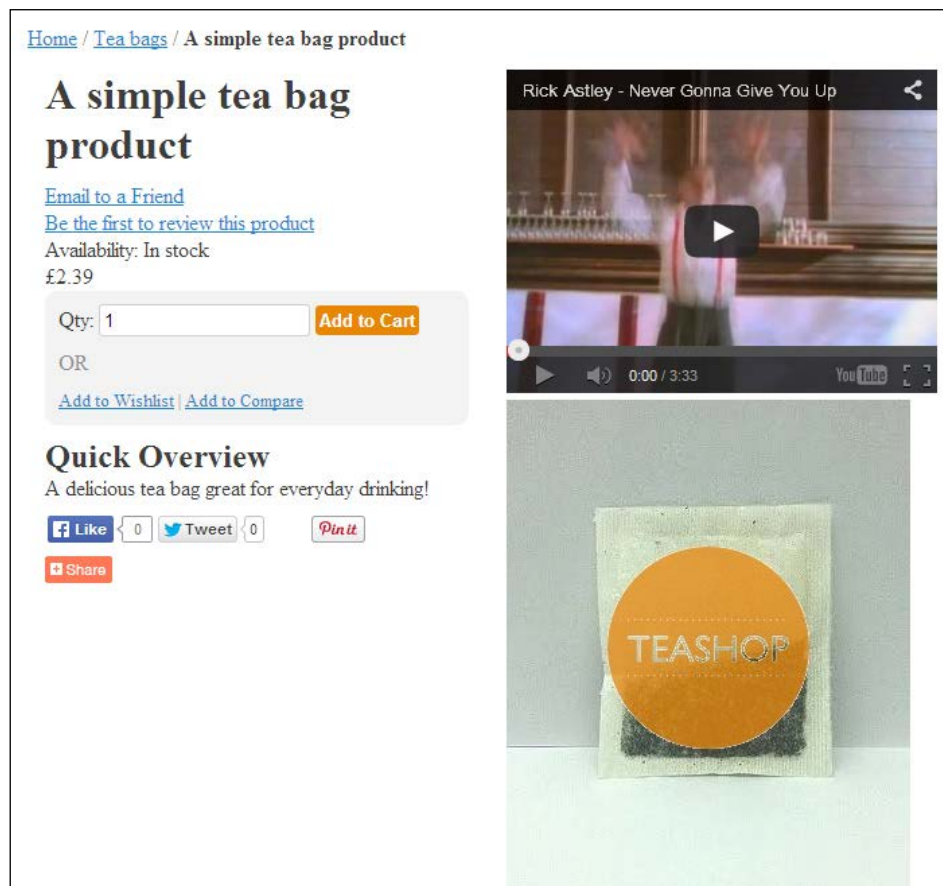 Home / Tea bags / A simple tea bag product
A simple tea bag
product
Email to a Friend
Be the first to review this product
Availability: In stock
£2.39
Qty: 1 Add to Cart
OR
Add to Wishlist | Add to Compare
Quick Overview
A delicious tea bag great for everyday drinking!
Like 0 Tweet 0 Pin it
Share
Rick Astley - Never Gonna Give You Up
0:00 / 3:33 YouTube
TEASHOP